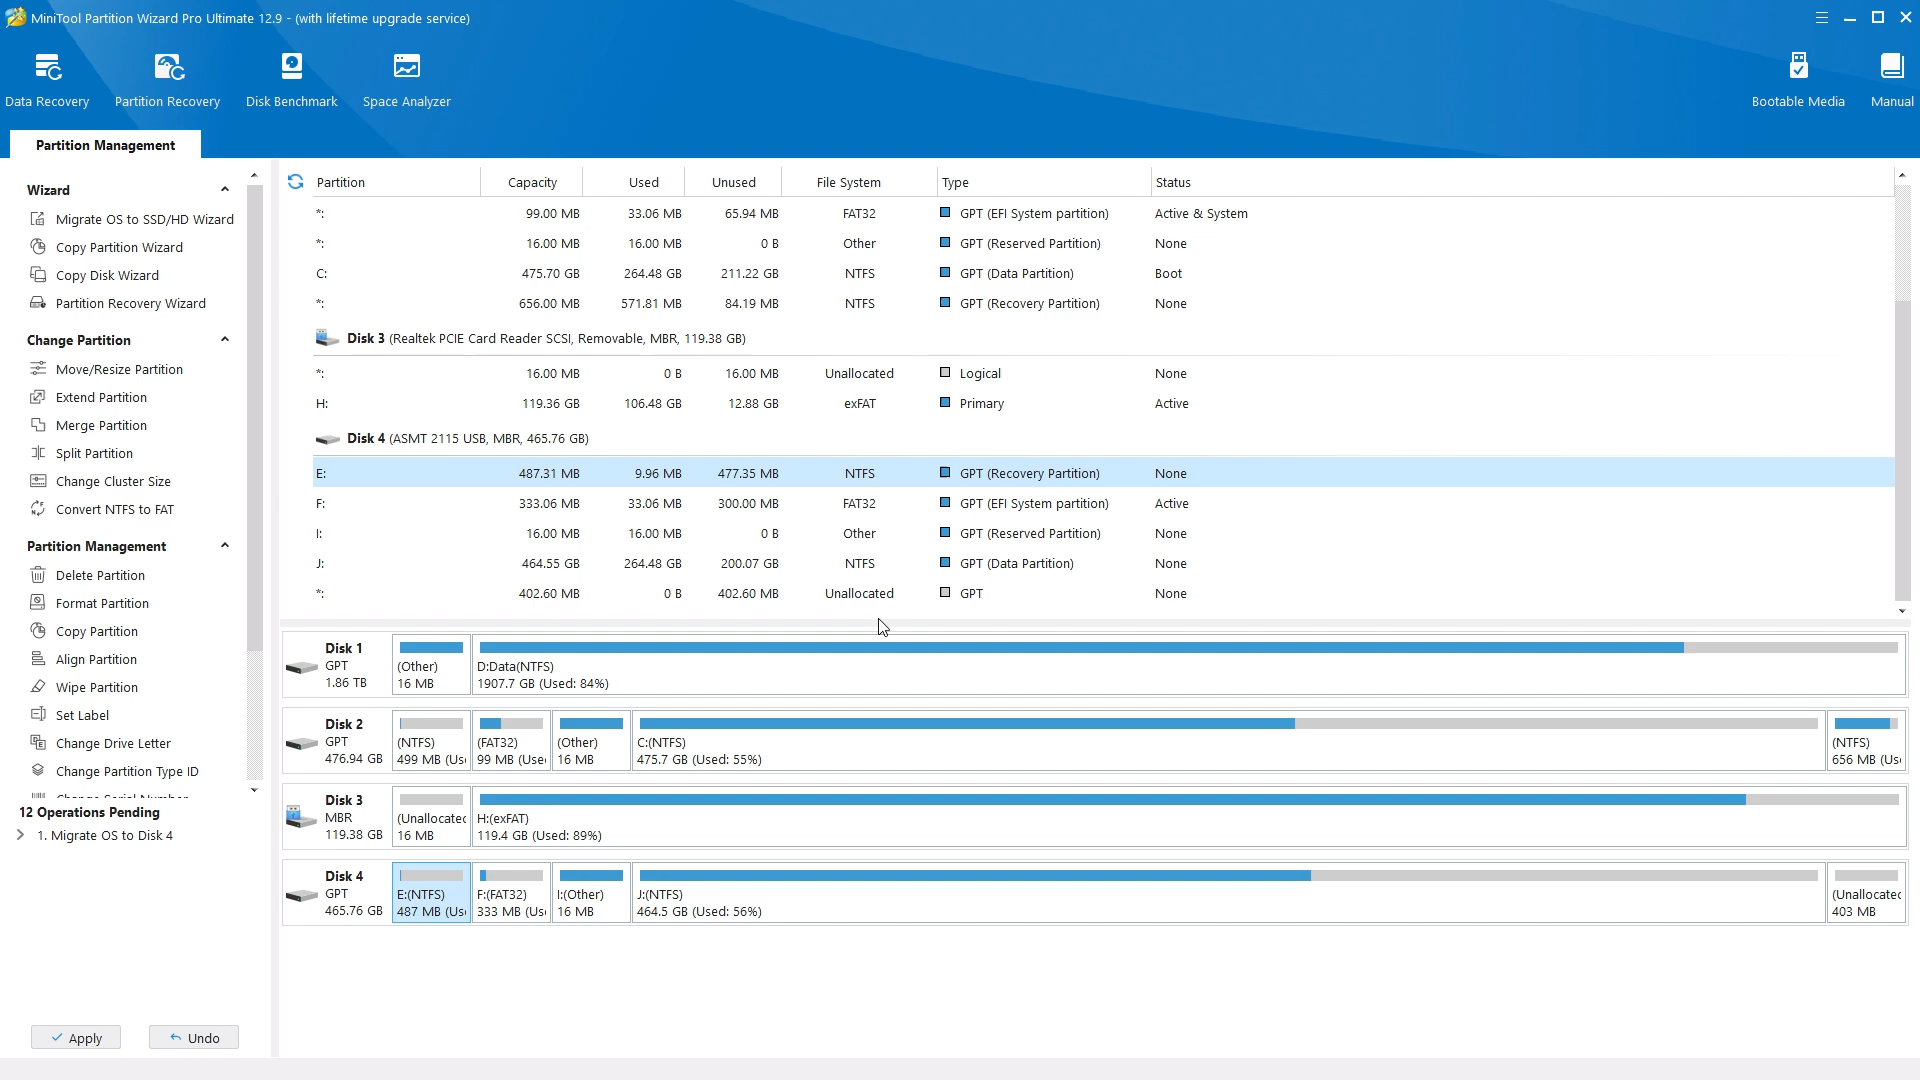 MiniTool Partition Wizard Pro Ultimate 12.9 - (with lifetime upgrade service)
Data Recovery
Partition Recovery
Disk Benchmark
Space Analyzer
Bootable Media
Manual
Partition Management
Wizard
Migrate OS to SSD/HD Wizard
Copy Partition Wizard
Copy Disk Wizard
Partition Recovery Wizard
Change Partition
Move/Resize Partition
Extend Partition
Merge Partition
Split Partition
Change Cluster Size
Convert NTFS to FAT
Partition Management
Delete Partition
Format Partition
Copy Partition
Align Partition
Wipe Partition
Set Label
Change Drive Letter
Change Partition Type ID
12 Operations Pending
1. Migrate OS to Disk 4
Apply
Undo
Partition Capacity Used Unused File System Type Status
*: 99.00 MB 33.06 MB 65.94 MB FAT32 GPT (EFI System partition) Active & System
*: 16.00 MB 16.00 MB 0 B Other GPT (Reserved Partition) None
C: 475.70 GB 264.48 GB 211.22 GB NTFS GPT (Data Partition) Boot
*: 656.00 MB 571.81 MB 84.19 MB NTFS GPT (Recovery Partition) None
Disk 3 (Realtek PCIE Card Reader SCSI, Removable, MBR, 119.38 GB)
*: 16.00 MB 0 B 16.00 MB Unallocated Logical None
H: 119.36 GB 106.48 GB 12.88 GB exFAT Primary Active
Disk 4 (ASMT 2115 USB, MBR, 465.76 GB)
E: 487.31 MB 9.96 MB 477.35 MB NTFS GPT (Recovery Partition) None
F: 333.06 MB 33.06 MB 300.00 MB FAT32 GPT (EFI System partition) Active
I: 16.00 MB 16.00 MB 0 B Other GPT (Reserved Partition) None
J: 464.55 GB 264.48 GB 200.07 GB NTFS GPT (Data Partition) None
*: 402.60 MB 0 B 402.60 MB Unallocated GPT None
Disk 1
GPT
1.86 TB
(Other)
16 MB
D:Data(NTFS)
1907.7 GB (Used: 84%)
Disk 2
GPT
476.94 GB
(NTFS)
499 MB (Us
(FAT32)
99 MB (Use
(Other)
16 MB
C:(NTFS)
475.7 GB (Used: 55%)
(NTFS)
656 MB (Us
Disk 3
MBR
119.38 GB
(Unallocatec
16 MB
H:(exFAT)
119.4 GB (Used: 89%)
Disk 4
GPT
465.76 GB
E:(NTFS)
487 MB (Us
F:(FAT32)
333 MB (Us
I:(Other)
16 MB
J:(NTFS)
464.5 GB (Used: 56%)
(Unallocatec
403 MB